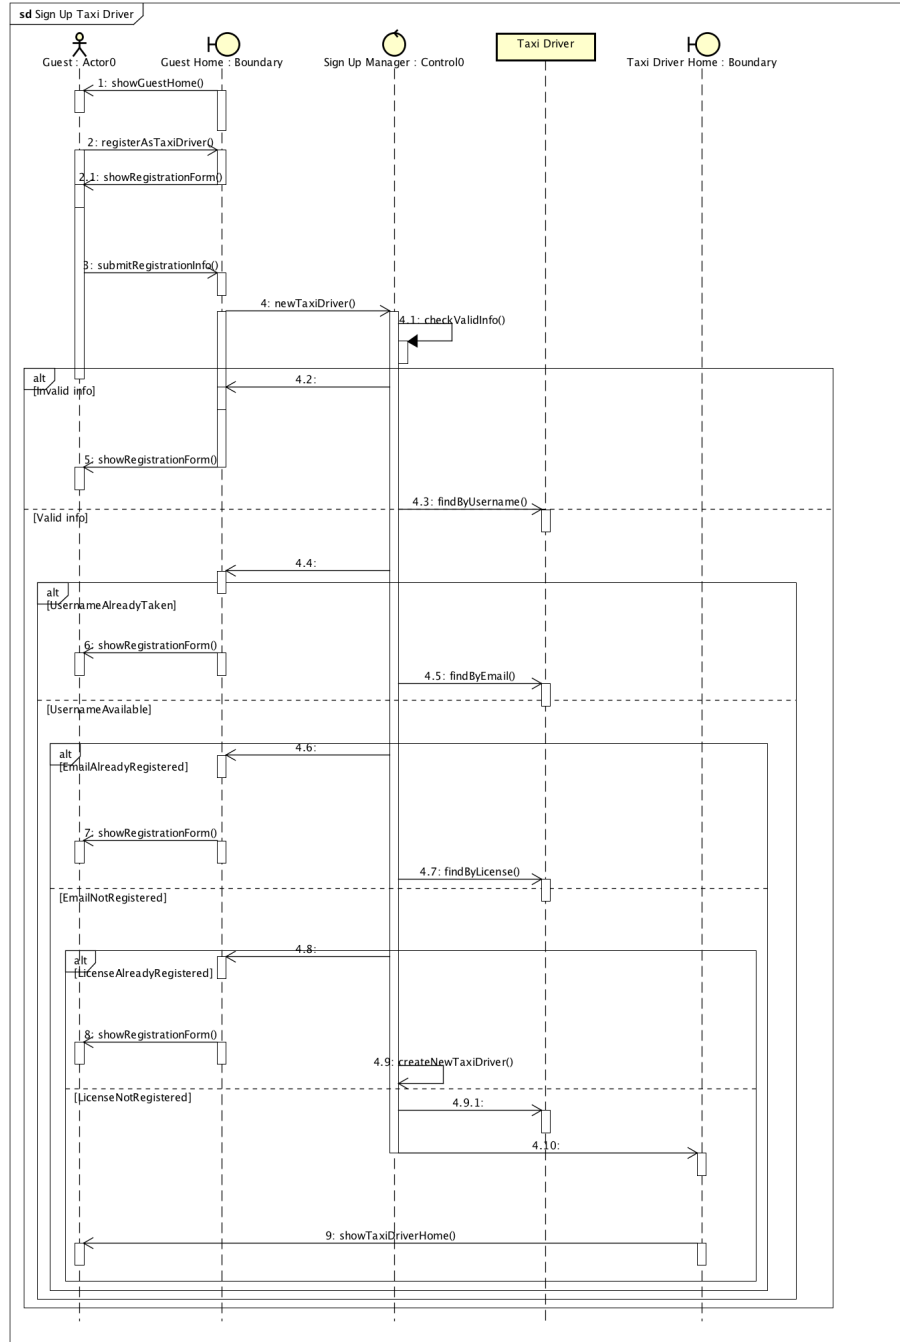 sd Sign Up Taxi Driver
Guest : Actor0
Guest Home : Boundary
Sign Up Manager : Control0
Taxi Driver
Taxi Driver Home : Boundary
1: showGuestHome()
2: registerAsTaxiDriver()
2.1: showRegistrationForm()
3: submitRegistrationInfo()
4: newTaxiDriver()
4.1: checkValidInfo()
alt
[Invalid info]
4.2:
5: showRegistrationForm()
4.3: findByUsername()
[Valid info]
4.4:
alt
[UsernameAlreadyTaken]
6: showRegistrationForm()
4.5: findByEmail()
[UsernameAvailable]
4.6:
alt
[EmailAlreadyRegistered]
7: showRegistrationForm()
4.7: findByLicense()
[EmailNotRegistered]
4.8:
alt
[LicenseAlreadyRegistered]
8: showRegistrationForm()
4.9: createNewTaxiDriver()
[LicenseNotRegistered]
4.9.1:
4.10:
9: showTaxiDriverHome()